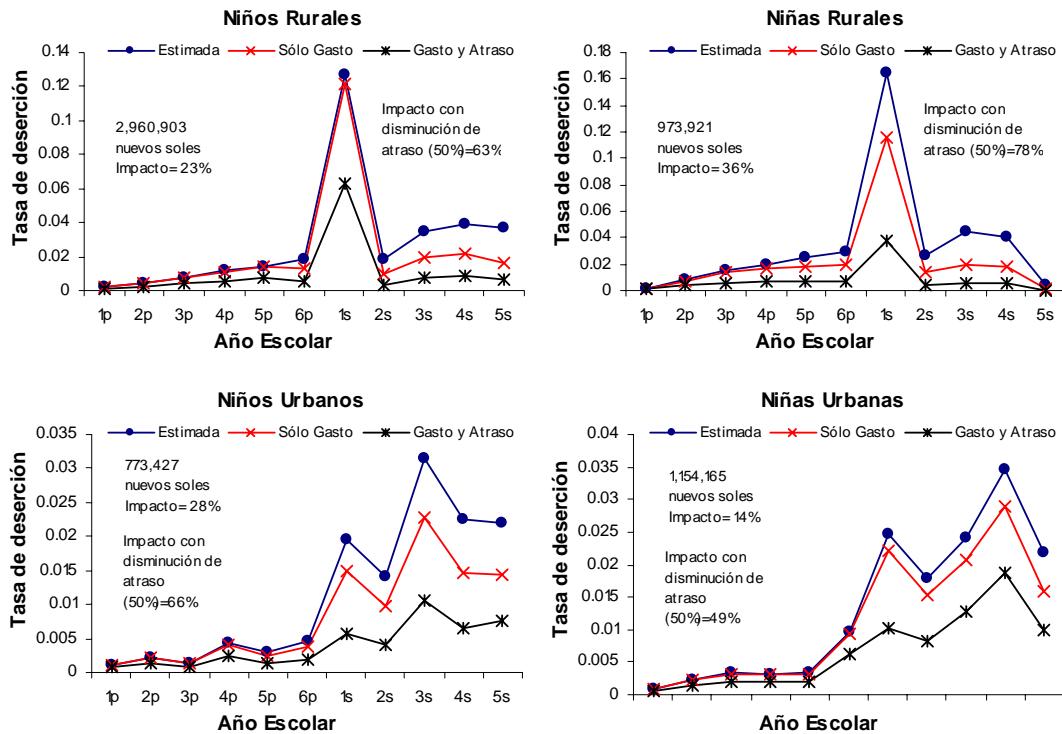 Niños Rurales
Estimada Sólo Gasto Gasto y Atraso
0.14
0.12
0.1
0.08
0.06
0.04
0.02
0
Tasa de deserción
2,960,903
nuevos soles
Impacto= 23%
Impacto con
disminución de
atraso (50%)=63%
1p 2p 3p 4p 5p 6p 1s 2s 3s 4s 5s
Año Escolar
Niñas Rurales
Estimada Sólo Gasto Gasto y Atraso
0.18
0.16
0.14
0.12
0.1
0.08
0.06
0.04
0.02
0
Tasa de deserción
973,921
nuevos soles
Impacto= 36%
Impacto con
disminución de
atraso (50%)=78%
1p 2p 3p 4p 5p 6p 1s 2s 3s 4s 5s
Año Escolar
Niños Urbanos
Estimada Sólo Gasto Gasto y Atraso
0.035
0.03
0.025
0.02
0.015
0.01
0.005
0
Tasa de deserción
773,427
nuevos soles
Impacto= 28%
Impacto con
disminución de
atraso
(50%)=66%
1p 2p 3p 4p 5p 6p 1s 2s 3s 4s 5s
Año Escolar
Niñas Urbanas
Estimada Sólo Gasto Gasto y Atraso
0.04
0.035
0.03
0.025
0.02
0.015
0.01
0.005
0
Tasa de deserción
1,154,165
nuevos soles
Impacto= 14%
Impacto con
disminución de
atraso
(50%)=49%
Año Escolar